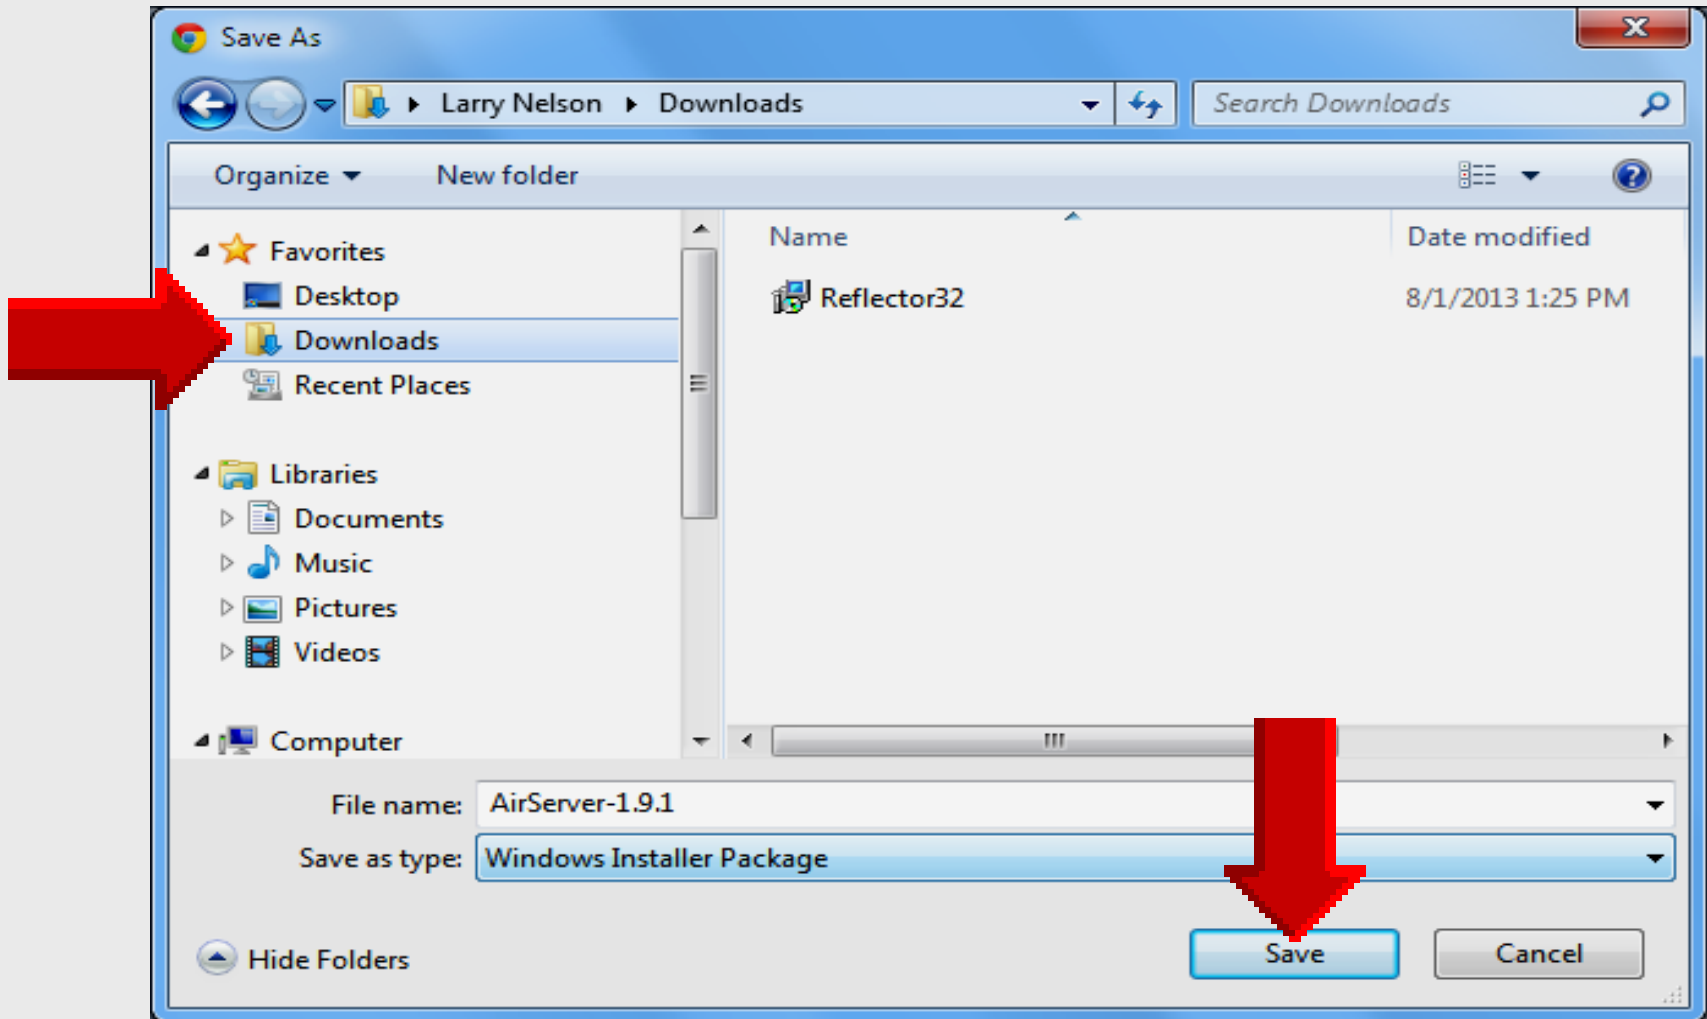 Save As
Larry Nelson Downloads
Search Downloads
Organize New folder
Name Date modified
Favorites
Desktop
Downloads
Recent Places
Reflector32 8/1/2013 1:25 PM
Libraries
Documents
Music
Pictures
Videos
Computer
File name: AirServer-1.9.1
Save as type: Windows Installer Package
Hide Folders
Save Cancel